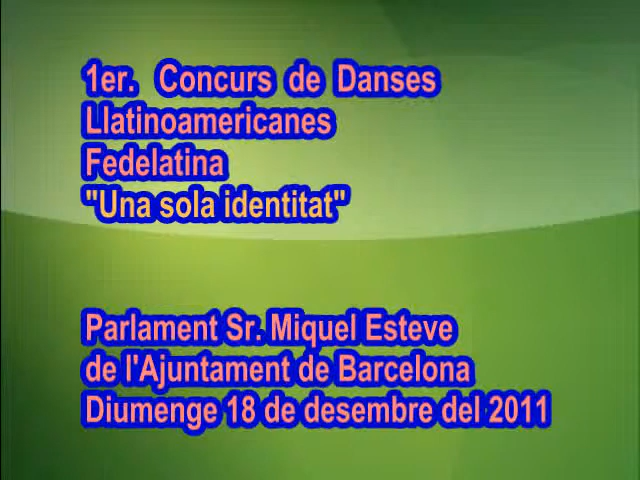 1er. Concurs de Danses
Llatinoamericanes
Fedelatina
"Una sola identitat"
Parlament Sr. Miquel Esteve
de l'Ajuntament de Barcelona
Diumenge 18 de desembre del 2011